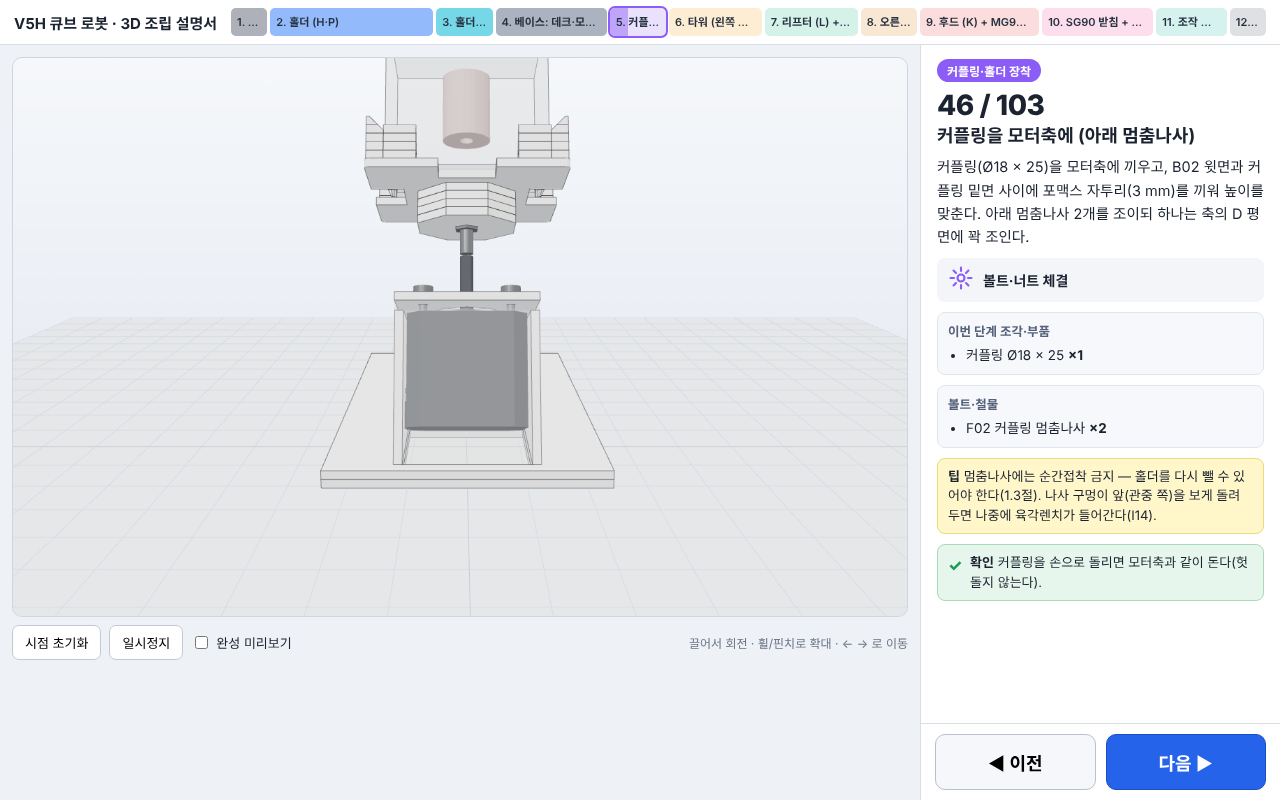 V5H 큐브 로봇 · 3D 조립 설명서
1. ...
2. 홀더 (H·P)
3. 홀더...
4. 베이스: 데크·모...
5. 커플...
6. 타워 (왼쪽 ...
7. 리프터 (L) +...
8. 오른...
9. 후드 (K) + MG9...
10. SG90 받침 + ...
11. 조작 ...
12...
커플링·홀더 장착
46 / 103
커플링을 모터축에 (아래 멈춤나사)
커플링(Ø18 × 25)을 모터축에 끼우고, B02 윗면과 커
플링 밑면 사이에 포맥스 자투리(3 mm)를 끼워 높이를
맞춘다. 아래 멈춤나사 2개를 조이되 하나는 축의 D 평
면에 꽉 조인다.
볼트·너트 체결
이번 단계 조각·부품
• 커플링 Ø18 × 25 ×1
볼트·철물
• F02 커플링 멈춤나사 ×2
팁 멈춤나사에는 순간접착 금지 — 홀더를 다시 뺄 수 있
어야 한다(1.3절). 나사 구멍이 앞(관중 쪽)을 보게 돌려
두면 나중에 육각렌치가 들어간다(I14).
✓ 확인 커플링을 손으로 돌리면 모터축과 같이 돈다(헛
돌지 않는다).
시점 초기화
일시정지
완성 미리보기
끌어서 회전 · 휠/핀치로 확대 · ← → 로 이동
◀ 이전
다음 ▶